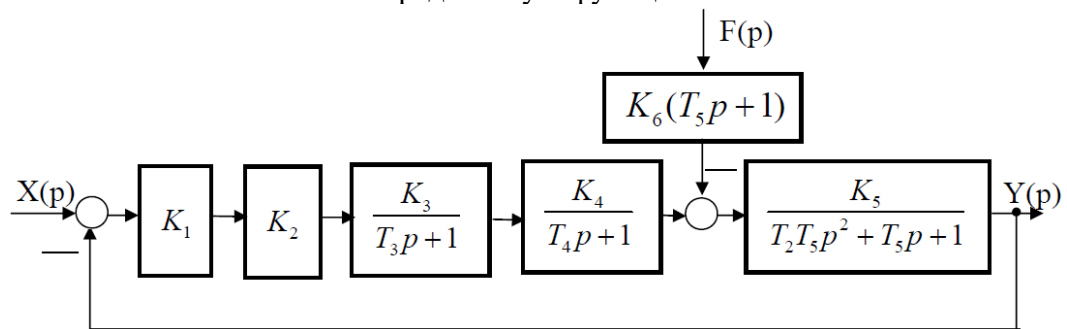 F(p)
K₆(T₅p + 1)
X(p)
K₁
K₂
K₃
T₃p + 1
K₄
T₄p + 1
K₅
T₂T₅p² + T₅p + 1
Y(p)